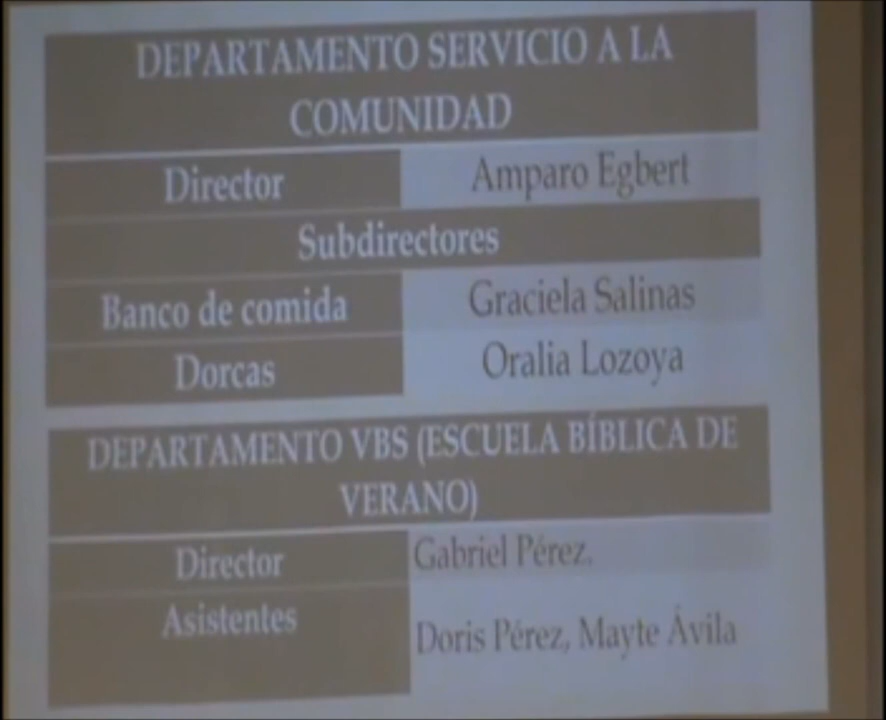 DEPARTAMENTO SERVICIO A LA
COMUNIDAD
Director Amparo Egbert
Subdirectores
Banco de comida Graciela Salinas
Dorcas Oralia Lozoya
DEPARTAMENTO VBS (ESCUELA BÍBLICA DE
VERANO)
Director Gabriel Pérez.
Asistentes Doris Pérez, Mayte Ávila